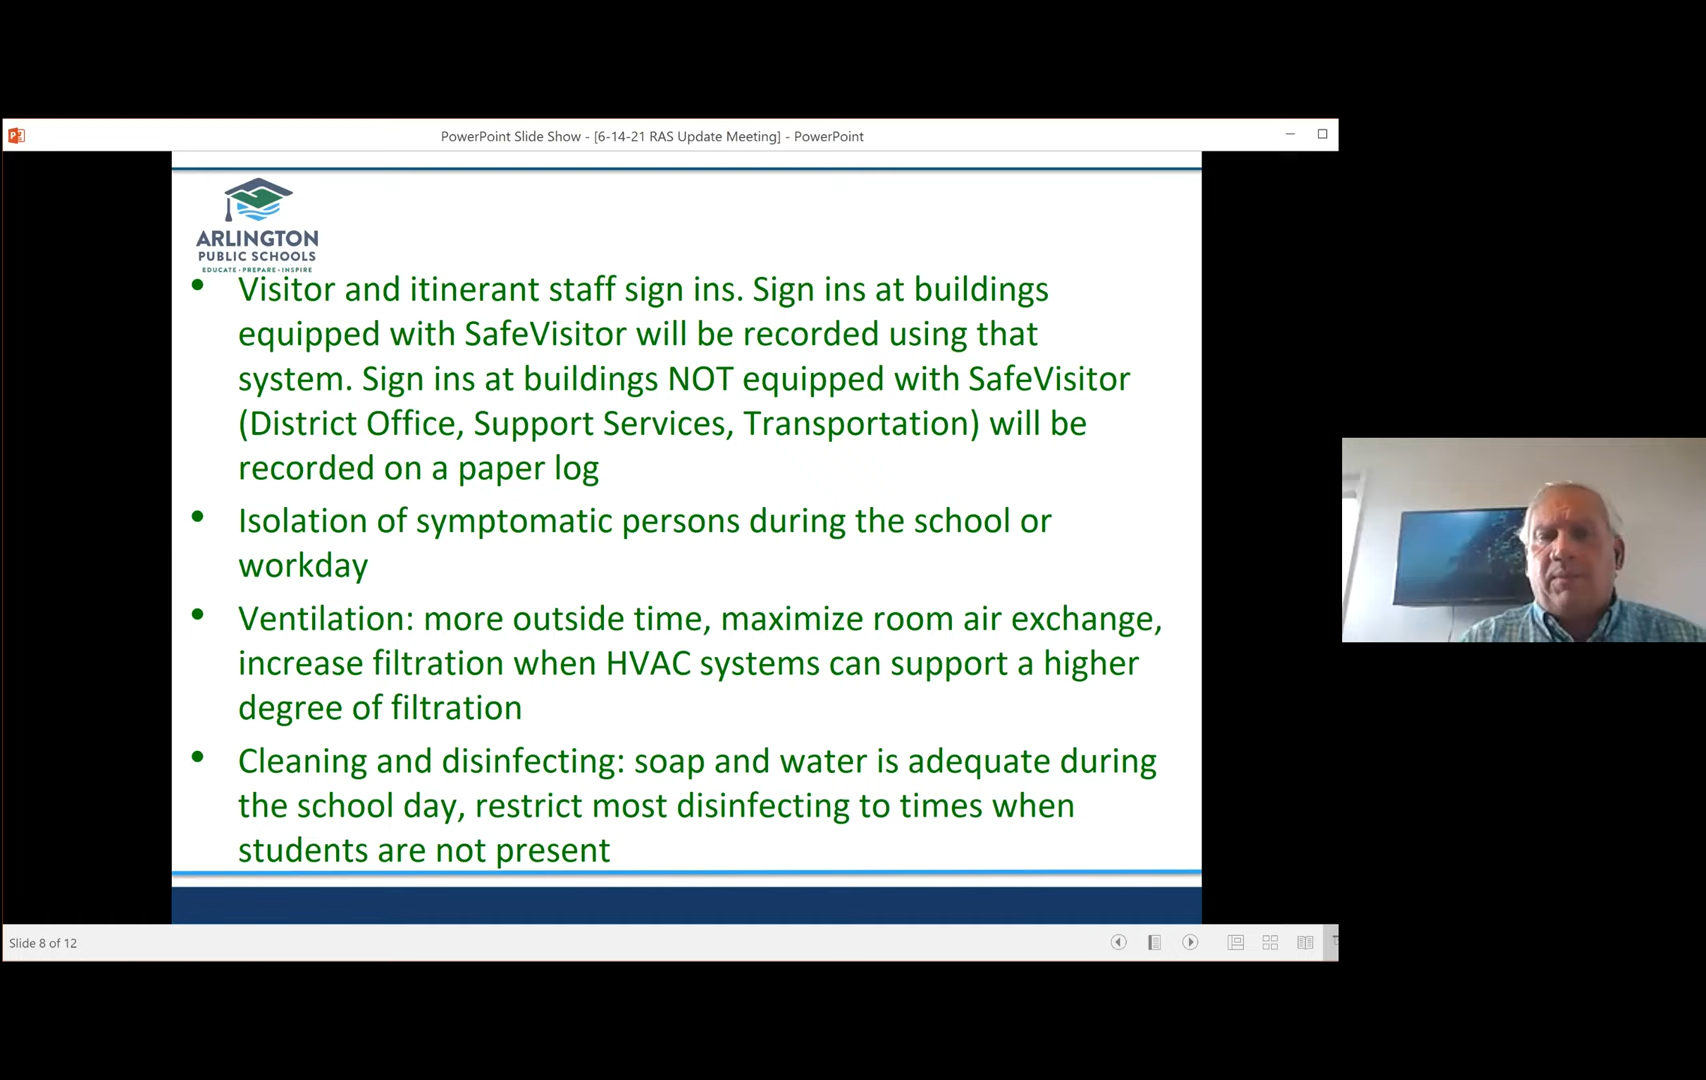 PowerPoint Slide Show - [6-14-21 RAS Update Meeting] - PowerPoint
ARLINGTON
PUBLIC SCHOOLS
EDUCATE • PREPARE • INSPIRE
• Visitor and itinerant staff sign ins. Sign ins at buildings
equipped with SafeVisitor will be recorded using that
system. Sign ins at buildings NOT equipped with SafeVisitor
(District Office, Support Services, Transportation) will be
recorded on a paper log
• Isolation of symptomatic persons during the school or
workday
• Ventilation: more outside time, maximize room air exchange,
increase filtration when HVAC systems can support a higher
degree of filtration
• Cleaning and disinfecting: soap and water is adequate during
the school day, restrict most disinfecting to times when
students are not present
Slide 8 of 12